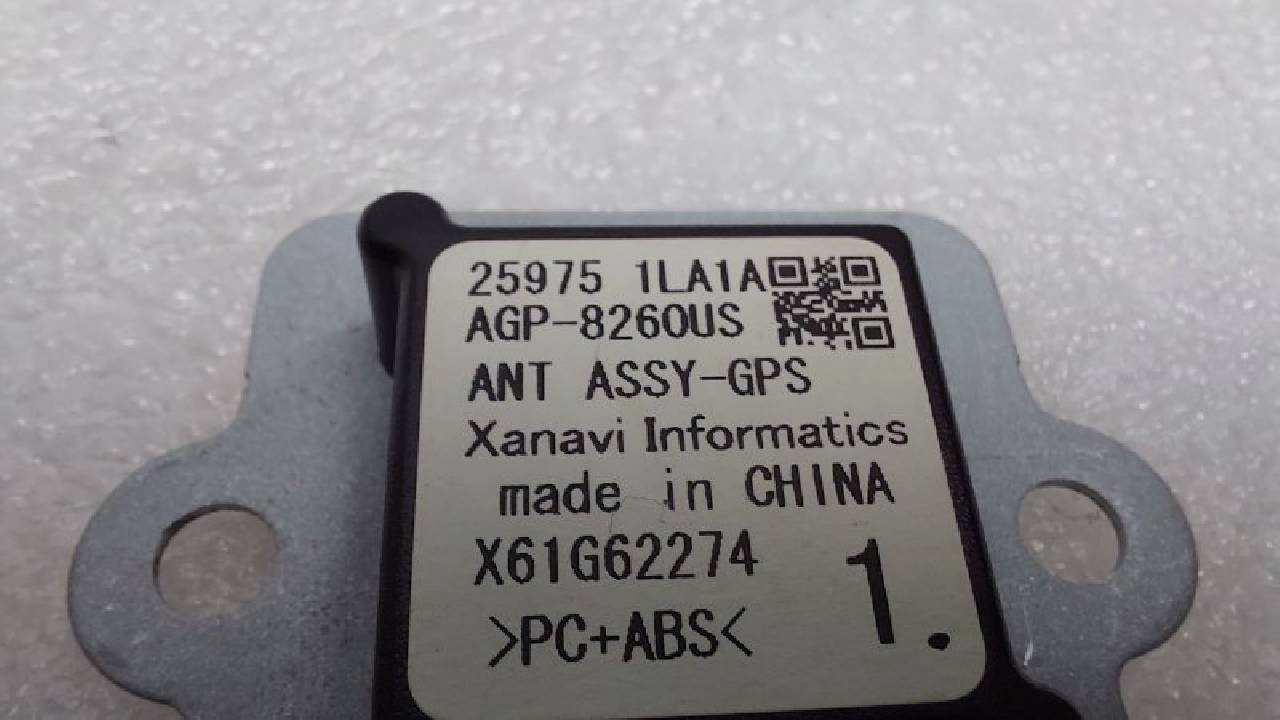 25975 1LA1A
AGP-8260US
ANT ASSY-GPS
Xanavi Informatics
made in CHINA
X61G62274
1.
>PC+ABS<